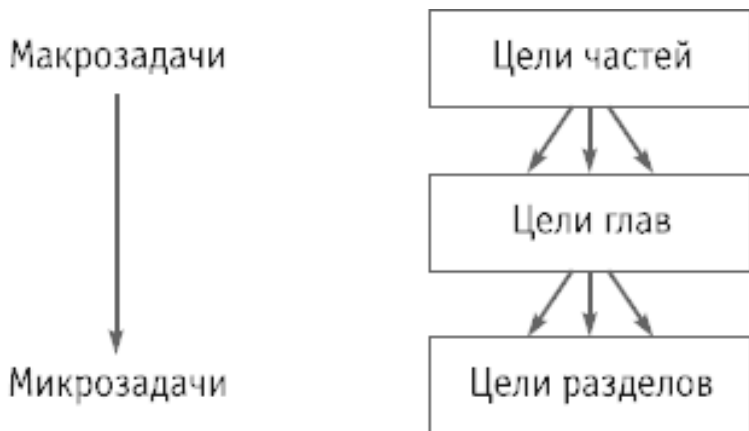 Макрозадачи
Цели частей
Цели глав
Микрозадачи
Цели разделов